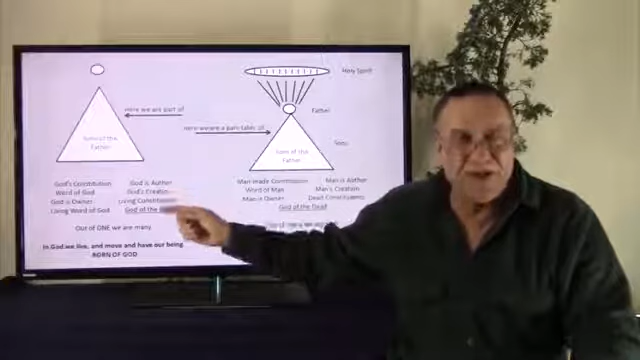 Here we are part of
Sons of the
Father
God's Constitution
Word of God
God is Owner
Living Word of God
God is Author
God's Creation
Living Constitution
God of the
Out of ONE we are many
In God we live, and move and have our being
BORN OF GOD
Holy Spirit
Father
Here we are a part of
Sons
Sons of the
Father
Man-made Constitution
Word of Man
Man is Owner
Man is Author
Man's Creation
Dead Constitutions
God of the Dead